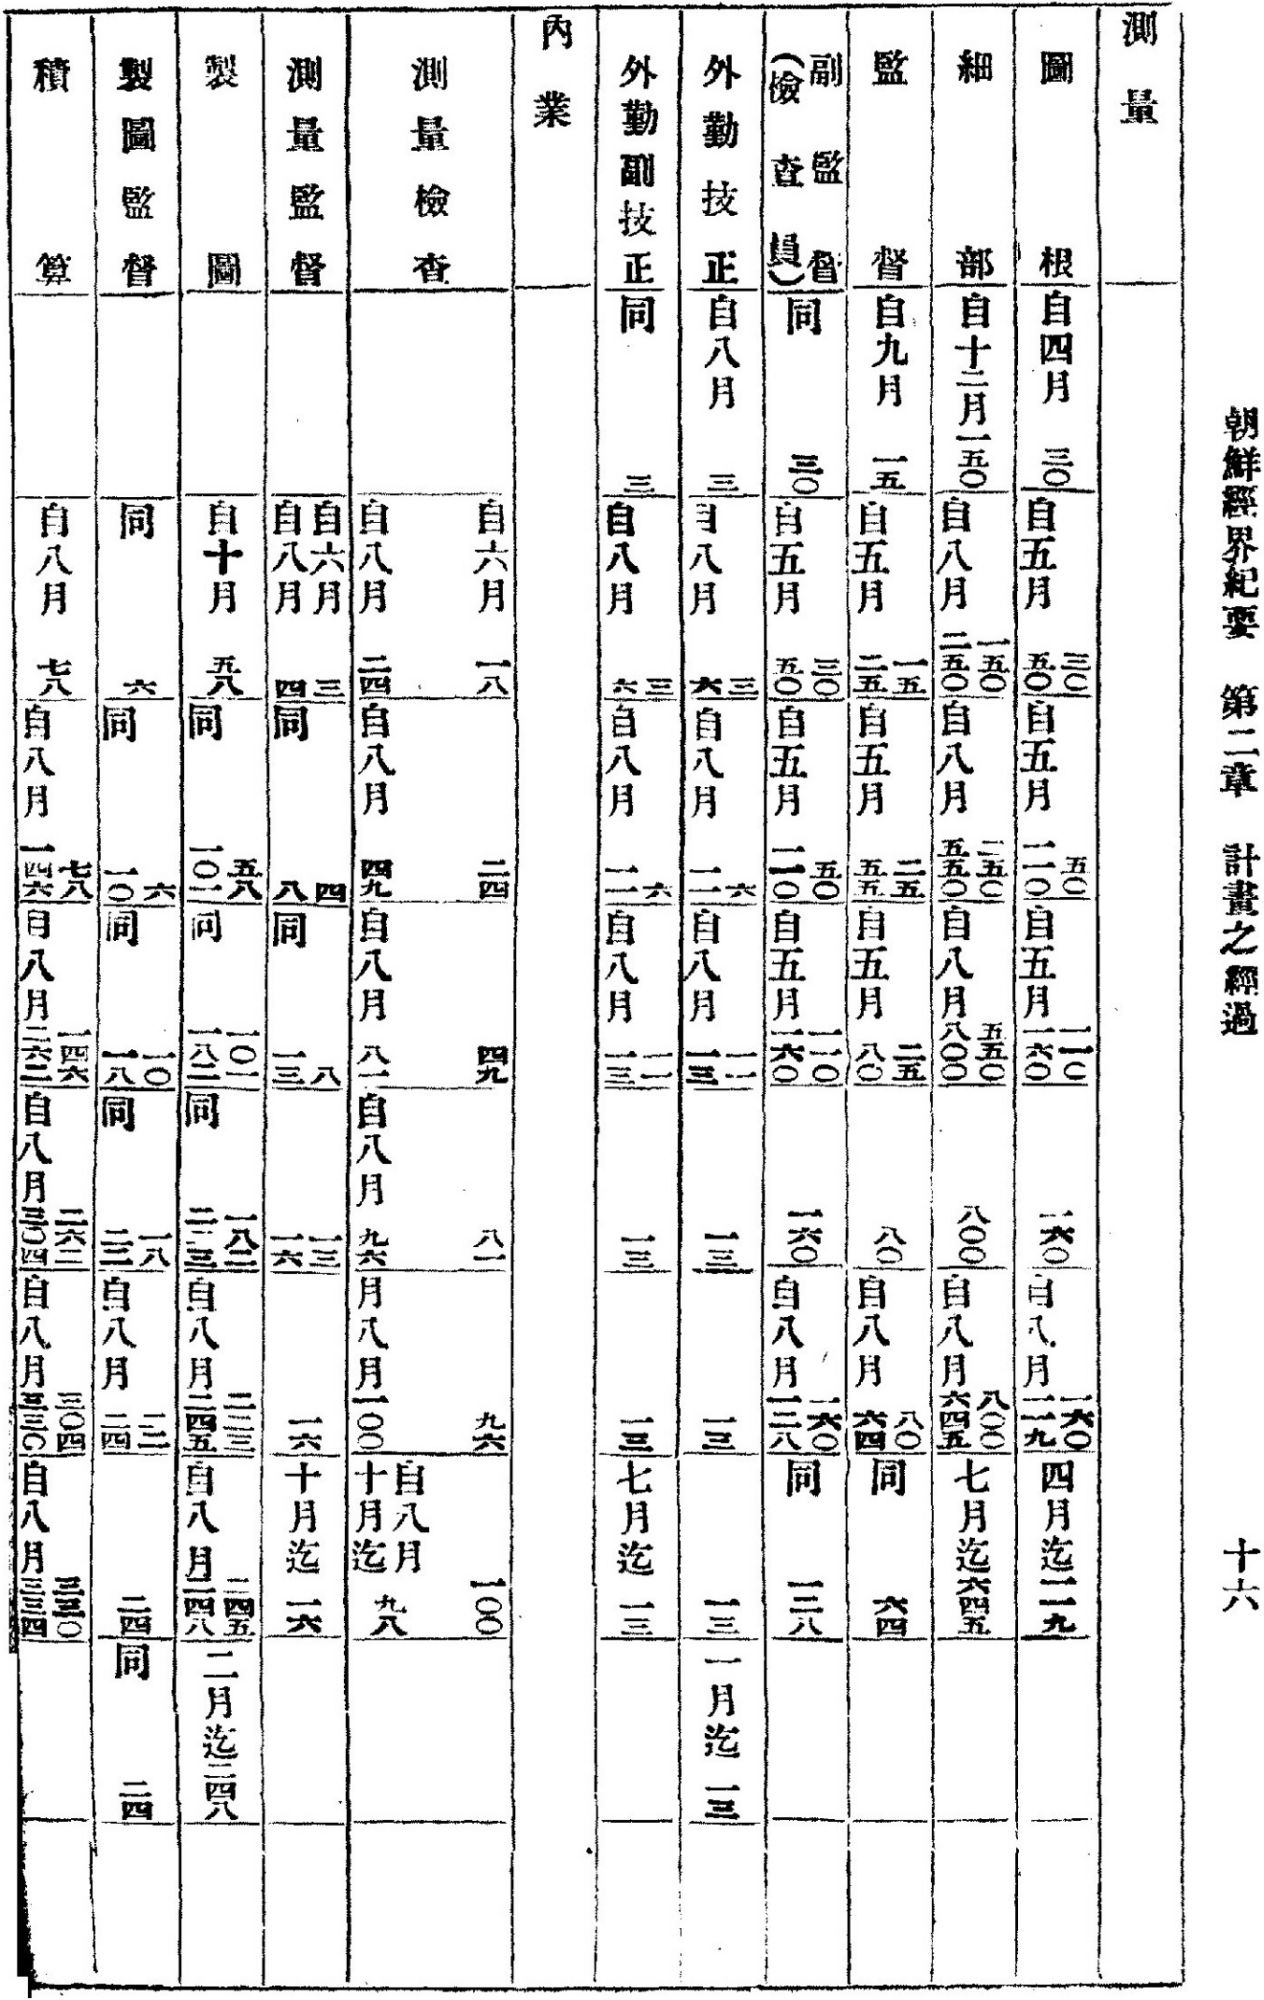 朝鮮經界紀要 第二章 計畫之經過 十六
測量
圖根 自四月 三〇 三〇 自五月 五〇 五〇 自五月 一一〇 一一〇 自五月 一六〇 一六〇 一六〇 自八月 一一九 四月迄 一一九
細部 自十二月 一五〇 一五〇 自八月 二五〇 二五〇 自八月 五五〇 五五〇 自八月 八〇〇 八〇〇 八〇〇 自八月 六四五 七月迄 六四五
監督 自九月 一五 一五 自五月 二五 二五 自五月 五五 二五 自五月 八〇 八〇 八〇 自八月 六四 同 六四
副監督(檢查員) 同 三〇 三〇 自五月 五〇 五〇 自五月 一一〇 一一〇 自五月 一六〇 一六〇 一六〇 自八月 一二八 同 一二八
外勤技正 自八月 三 三 自八月 六 六 自八月 一一 一一 自八月 一三 一三 一三 一三 一月迄 一三
外勤副技正 同 三 三 自八月 六 六 自八月 一一 一一 自八月 一三 一三 一三 七月迄 一三
內業
測量檢查 自六月 一八 自八月 二四 二四 自八月 四九 四九 自八月 八一 八一 自八月 九六 九六 月八月 一〇〇 一〇〇 自八月十月迄 九八
測量監督 自六月 三 自八月 四 四 同 八 八 同 一三 一三 一六 一六 十月迄 一六
製圖 自十月 五八 五八 同 一〇一 一〇一 同 一八二 一八二 同 二二三 二二三 自八月 二四五 二四五 自八月 二四八 二月迄 二四八
製圖監督 同 六 六 同 一〇 一〇 同 一八 一八 同 二二 二二 自八月 二四 二四 同 二四
積算 自八月 七八 七八 自八月 一四六 一四六 自八月 二六二 二六二 自八月 三〇四 三〇四 自八月 三三〇 三三〇 自八月 三三四